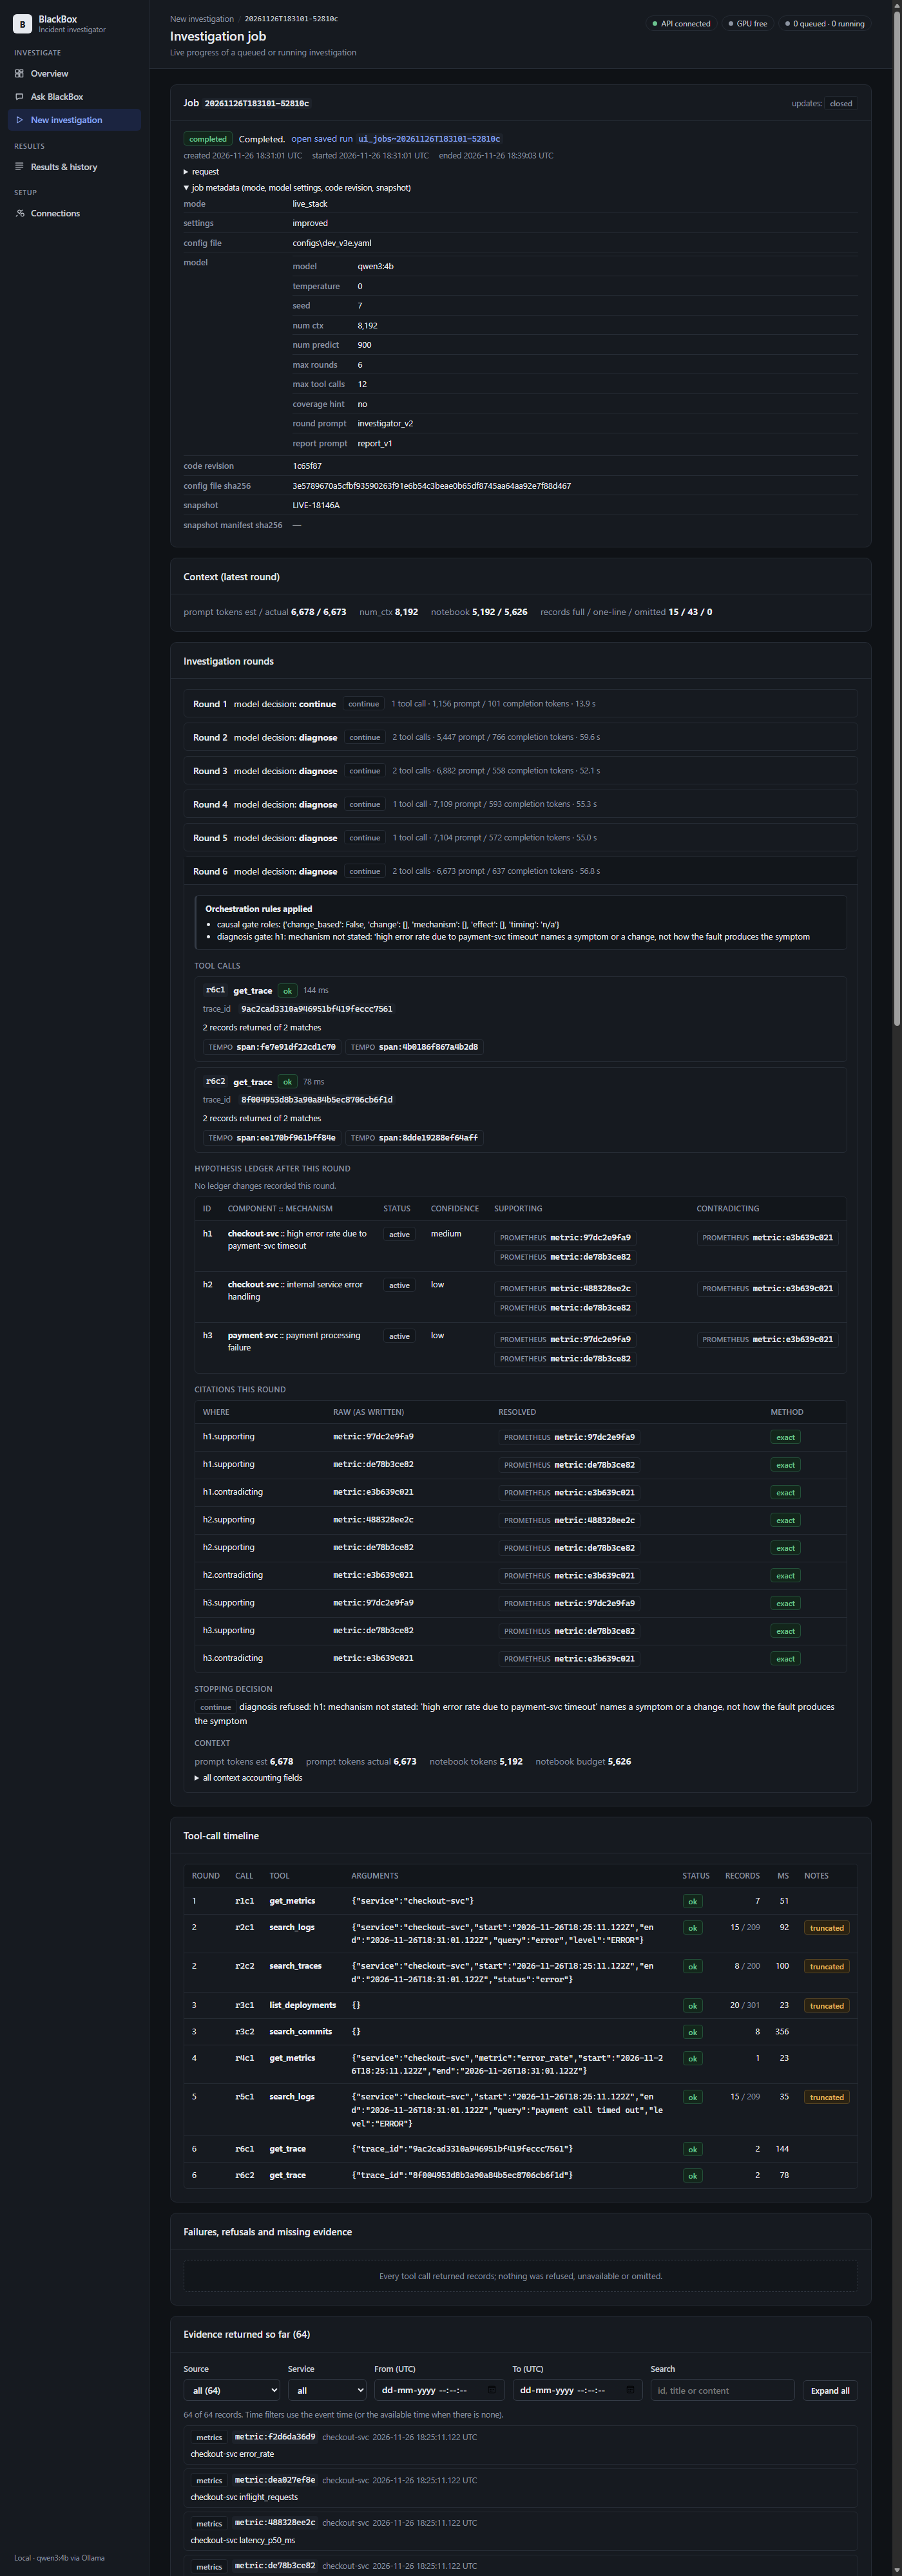 B
BlackBox
Incident investigator
INVESTIGATE
Overview
Ask BlackBox
New investigation
RESULTS
Results & history
SETUP
Connections
Local · qwen3:4b via Ollama
New investigation / 20261126T183101-52810c
Investigation job
Live progress of a queued or running investigation
API connected
GPU free
0 queued · 0 running
Job 20261126T183101-52810c
updates: closed
completed Completed. open saved run ui_jobs~20261126T183101-52810c
created 2026-11-26 18:31:01 UTC started 2026-11-26 18:31:01 UTC ended 2026-11-26 18:39:03 UTC
request
job metadata (mode, model settings, code revision, snapshot)
mode live_stack
settings improved
config file configs\dev_v3e.yaml
model
model qwen3:4b
temperature 0
seed 7
num ctx 8,192
num predict 900
max rounds 6
max tool calls 12
coverage hint no
round prompt investigator_v2
report prompt report_v1
code revision 1c65f87
config file sha256 3e5789670a5cfbf93590263f91e6b54c3beae0b65df8745aa64aa92e7f88d467
snapshot LIVE-18146A
snapshot manifest sha256 —
Context (latest round)
prompt tokens est / actual 6,678 / 6,673 num_ctx 8,192 notebook 5,192 / 5,626 records full / one-line / omitted 15 / 43 / 0
Investigation rounds
Round 1 model decision: continue continue 1 tool call · 1,156 prompt / 101 completion tokens · 13.9 s
Round 2 model decision: diagnose continue 2 tool calls · 5,447 prompt / 766 completion tokens · 59.6 s
Round 3 model decision: diagnose continue 2 tool calls · 6,882 prompt / 558 completion tokens · 52.1 s
Round 4 model decision: diagnose continue 1 tool call · 7,109 prompt / 593 completion tokens · 55.3 s
Round 5 model decision: diagnose continue 1 tool call · 7,104 prompt / 572 completion tokens · 55.0 s
Round 6 model decision: diagnose continue 2 tool calls · 6,673 prompt / 637 completion tokens · 56.8 s
Orchestration rules applied
• causal gate roles: {'change_based': False, 'change': [], 'mechanism': [], 'effect': [], 'timing': 'n/a'}
• diagnosis gate: h1: mechanism not stated: 'high error rate due to payment-svc timeout' names a symptom or a change, not how the fault produces the symptom
TOOL CALLS
r6c1 get_trace ok 144 ms
trace_id 9ac2cad3310a946951bf419feccc7561
2 records returned of 2 matches
TEMPO span:fe7e91df22cd1c70 TEMPO span:4b0186f867a4b2d8
r6c2 get_trace ok 78 ms
trace_id 8f004953d8b3a90a84b5ec8706cb6f1d
2 records returned of 2 matches
TEMPO span:ee170bf961bff84e TEMPO span:8dde19288ef64aff
HYPOTHESIS LEDGER AFTER THIS ROUND
No ledger changes recorded this round.
ID COMPONENT :: MECHANISM STATUS CONFIDENCE SUPPORTING CONTRADICTING
h1 checkout-svc :: high error rate due to payment-svc timeout active medium PROMETHEUS metric:97dc2e9fa9 PROMETHEUS metric:de78b3ce82 PROMETHEUS metric:e3b639c021
h2 checkout-svc :: internal service error handling active low PROMETHEUS metric:488328ee2c PROMETHEUS metric:de78b3ce82 PROMETHEUS metric:e3b639c021
h3 payment-svc :: payment processing failure active low PROMETHEUS metric:97dc2e9fa9 PROMETHEUS metric:de78b3ce82 PROMETHEUS metric:e3b639c021
CITATIONS THIS ROUND
WHERE RAW (AS WRITTEN) RESOLVED METHOD
h1.supporting metric:97dc2e9fa9 PROMETHEUS metric:97dc2e9fa9 exact
h1.supporting metric:de78b3ce82 PROMETHEUS metric:de78b3ce82 exact
h1.contradicting metric:e3b639c021 PROMETHEUS metric:e3b639c021 exact
h2.supporting metric:488328ee2c PROMETHEUS metric:488328ee2c exact
h2.supporting metric:de78b3ce82 PROMETHEUS metric:de78b3ce82 exact
h2.contradicting metric:e3b639c021 PROMETHEUS metric:e3b639c021 exact
h3.supporting metric:97dc2e9fa9 PROMETHEUS metric:97dc2e9fa9 exact
h3.supporting metric:de78b3ce82 PROMETHEUS metric:de78b3ce82 exact
h3.contradicting metric:e3b639c021 PROMETHEUS metric:e3b639c021 exact
STOPPING DECISION
continue diagnosis refused: h1: mechanism not stated: 'high error rate due to payment-svc timeout' names a symptom or a change, not how the fault produces
the symptom
CONTEXT
prompt tokens est 6,678 prompt tokens actual 6,673 notebook tokens 5,192 notebook budget 5,626
all context accounting fields
Tool-call timeline
ROUND CALL TOOL ARGUMENTS STATUS RECORDS MS NOTES
1 r1c1 get_metrics {"service":"checkout-svc"} ok 7 51
2 r2c1 search_logs {"service":"checkout-svc","start":"2026-11-26T18:25:11.122Z","en
d":"2026-11-26T18:31:01.122Z","query":"error","level":"ERROR"} ok 15 / 209 92 truncated
2 r2c2 search_traces {"service":"checkout-svc","start":"2026-11-26T18:25:11.122Z","en
d":"2026-11-26T18:31:01.122Z","status":"error"} ok 8 / 200 100 truncated
3 r3c1 list_deployments {} ok 20 / 301 23 truncated
3 r3c2 search_commits {} ok 8 356
4 r4c1 get_metrics {"service":"checkout-svc","metric":"error_rate","start":"2026-11-2
6T18:25:11.122Z","end":"2026-11-26T18:31:01.122Z"} ok 1 23
5 r5c1 search_logs {"service":"checkout-svc","start":"2026-11-26T18:25:11.122Z","en
d":"2026-11-26T18:31:01.122Z","query":"payment call timed out","le
vel":"ERROR"} ok 15 / 209 35 truncated
6 r6c1 get_trace {"trace_id":"9ac2cad3310a946951bf419feccc7561"} ok 2 144
6 r6c2 get_trace {"trace_id":"8f004953d8b3a90a84b5ec8706cb6f1d"} ok 2 78
Failures, refusals and missing evidence
Every tool call returned records; nothing was refused, unavailable or omitted.
Evidence returned so far (64)
Source Service From (UTC) To (UTC) Search
all (64) all dd-mm-yyyy --:--:-- dd-mm-yyyy --:--:-- id, title or content Expand all
64 of 64 records. Time filters use the event time (or the available time when there is none).
metrics metric:f2d6da36d9 checkout-svc 2026-11-26 18:25:11.122 UTC
checkout-svc error_rate
metrics metric:dea027ef8e checkout-svc 2026-11-26 18:25:11.122 UTC
checkout-svc inflight_requests
metrics metric:488328ee2c checkout-svc 2026-11-26 18:25:11.122 UTC
checkout-svc latency_p50_ms
metrics metric:de78b3ce82 checkout-svc 2026-11-26 18:25:11.122 UTC